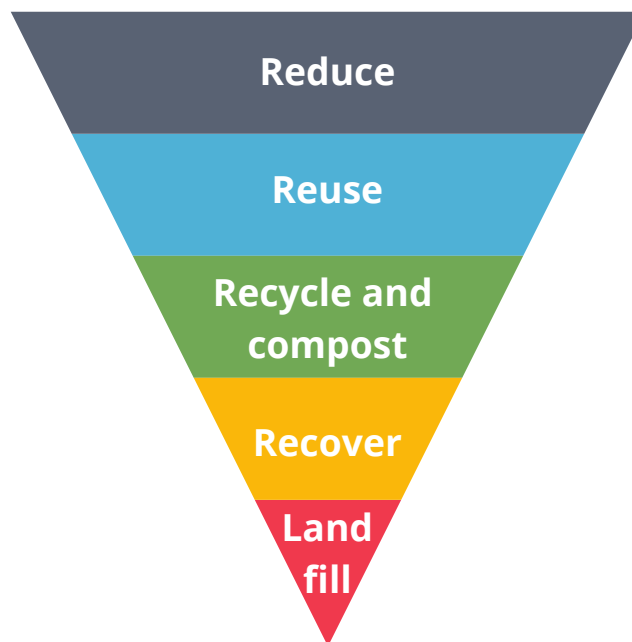 Reduce
Reuse
Recycle and
compost
Recover
Land
fill